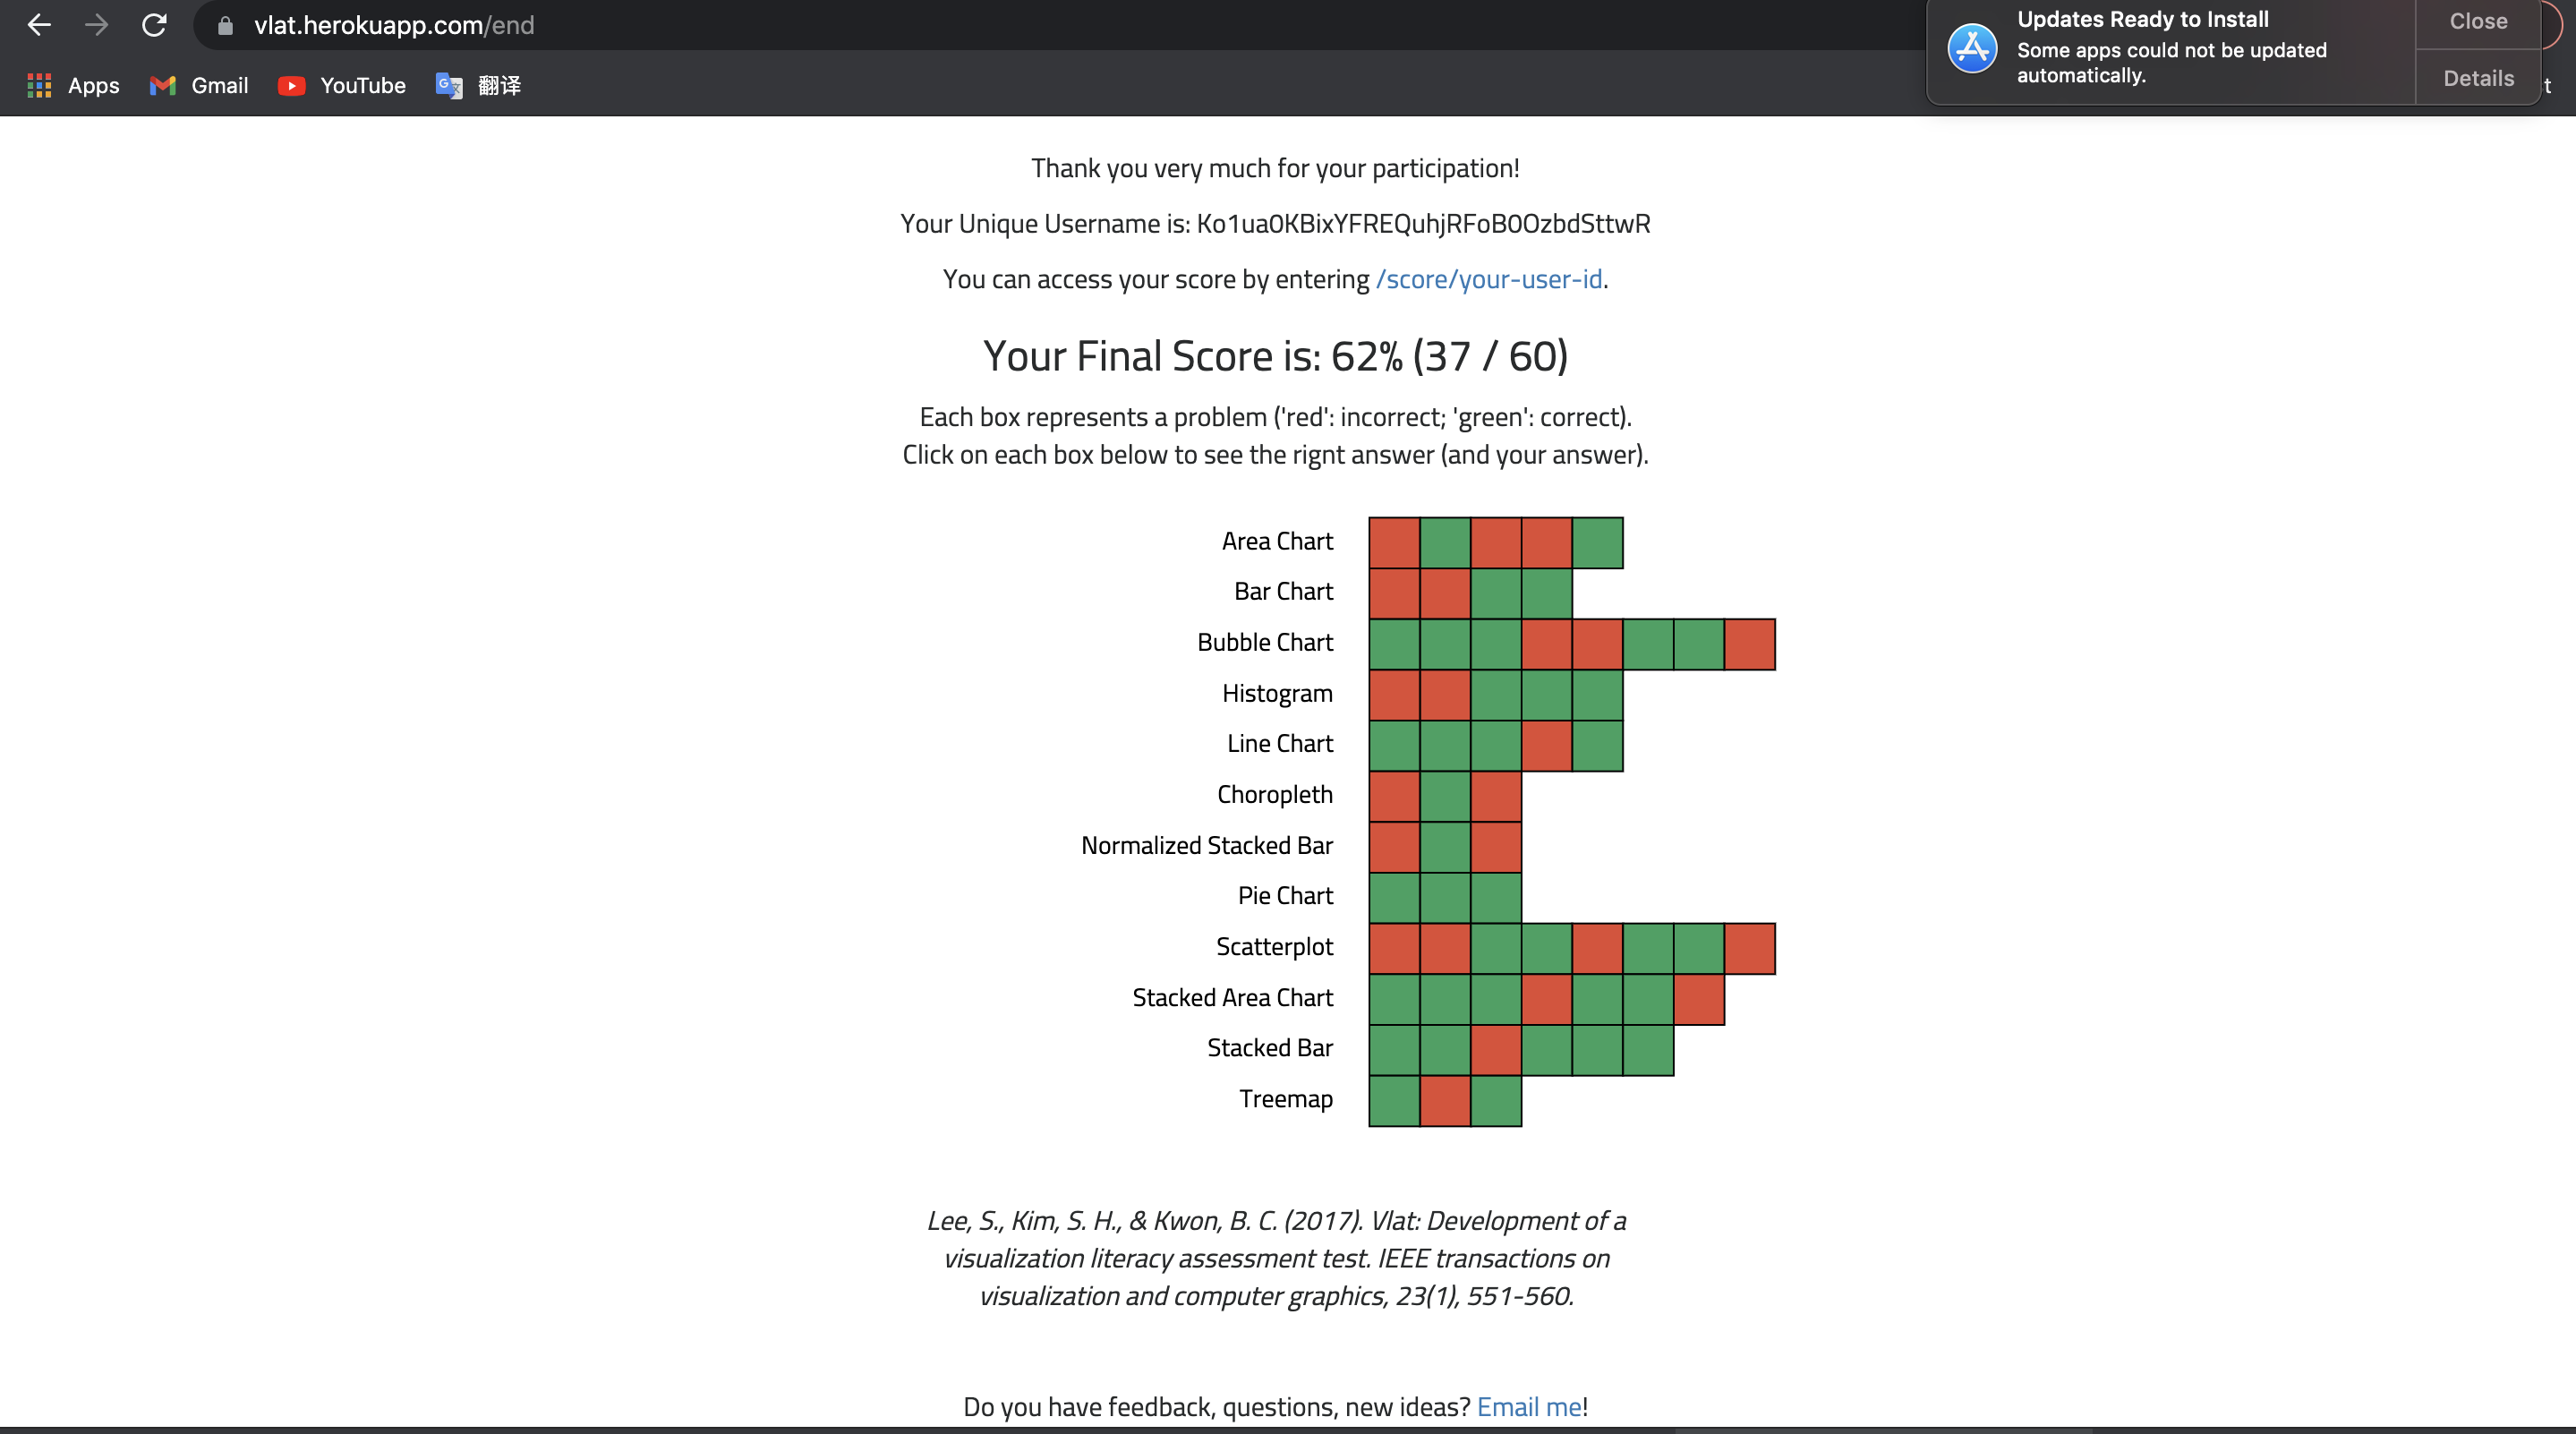 vlat.herokuapp.com/end
Updates Ready to Install
Some apps could not be updated
automatically.
Close
Details
Apps
Gmail
YouTube
翻译
t
Thank you very much for your participation!
Your Unique Username is: Ko1ua0KBixYFREQuhjRFoB0OzbdSttwR
You can access your score by entering /score/your-user-id.
Your Final Score is: 62% (37 / 60)
Each box represents a problem ('red': incorrect; 'green': correct).
Click on each box below to see the rignt answer (and your answer).
Area Chart
Bar Chart
Bubble Chart
Histogram
Line Chart
Choropleth
Normalized Stacked Bar
Pie Chart
Scatterplot
Stacked Area Chart
Stacked Bar
Treemap
Lee, S., Kim, S. H., & Kwon, B. C. (2017). Vlat: Development of a
visualization literacy assessment test. IEEE transactions on
visualization and computer graphics, 23(1), 551-560.
Do you have feedback, questions, new ideas? Email me!